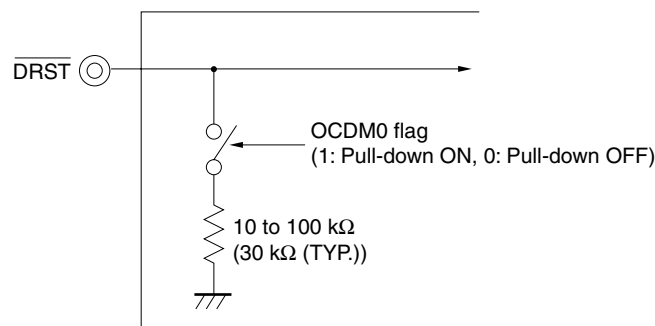 DRST
OCDM0 flag
(1: Pull-down ON, 0: Pull-down OFF)
10 to 100 kΩ
(30 kΩ (TYP.))